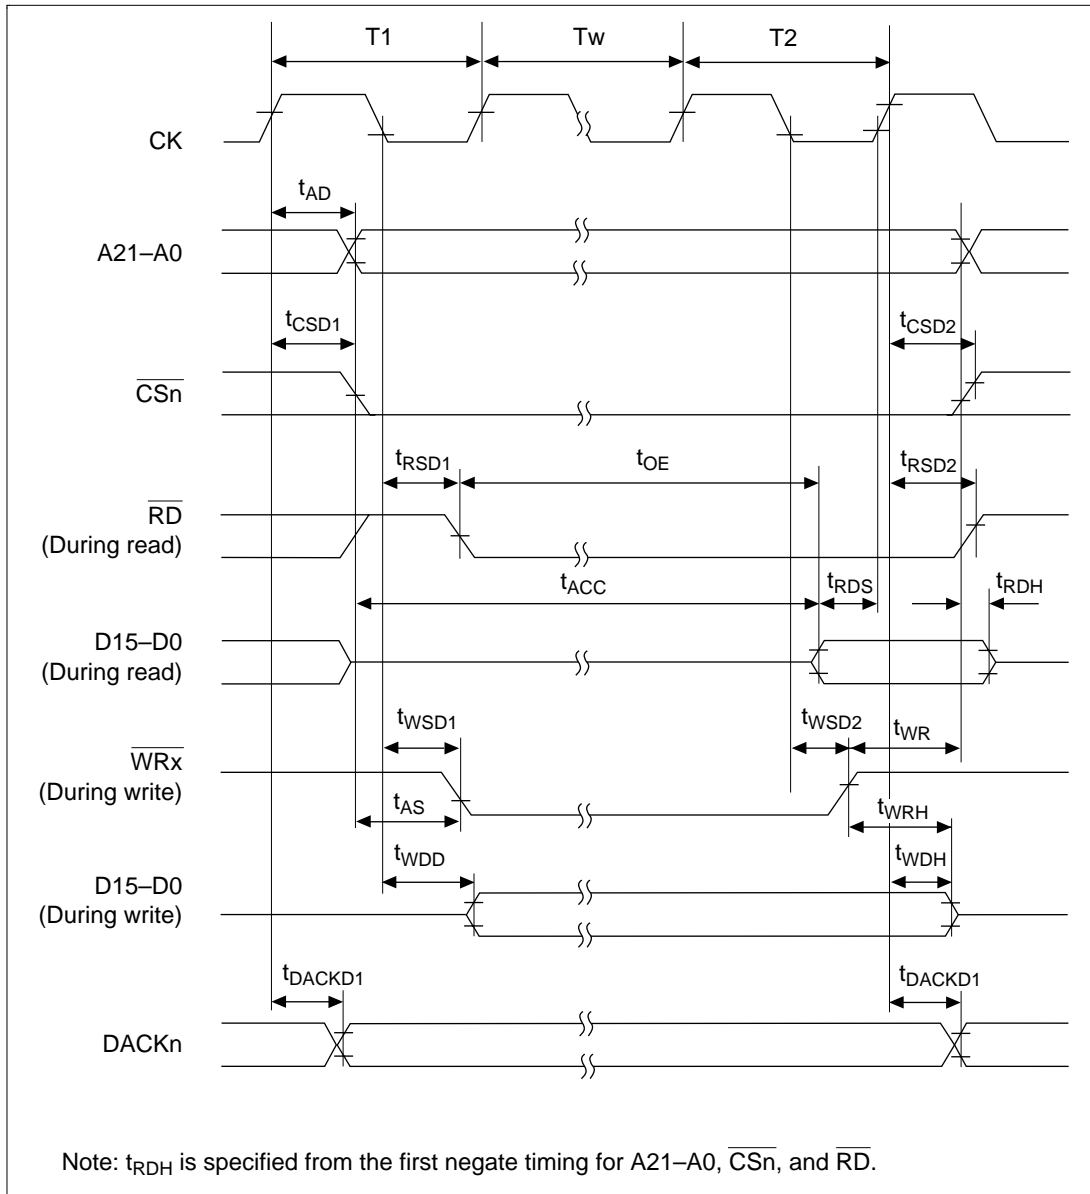 T1 Tw T2
CK
tAD
A21–A0
tCSD1 tCSD2
CSn
tRSD1 tOE tRSD2
RD
(During read)
tACC tRDS tRDH
D15–D0
(During read)
tWSD1 tWSD2 tWR
WRx
(During write)
tAS tWRH
tWDD tWDH
D15–D0
(During write)
tDACKD1 tDACKD1
DACKn
Note: tRDH is specified from the first negate timing for A21–A0, CSn, and RD.